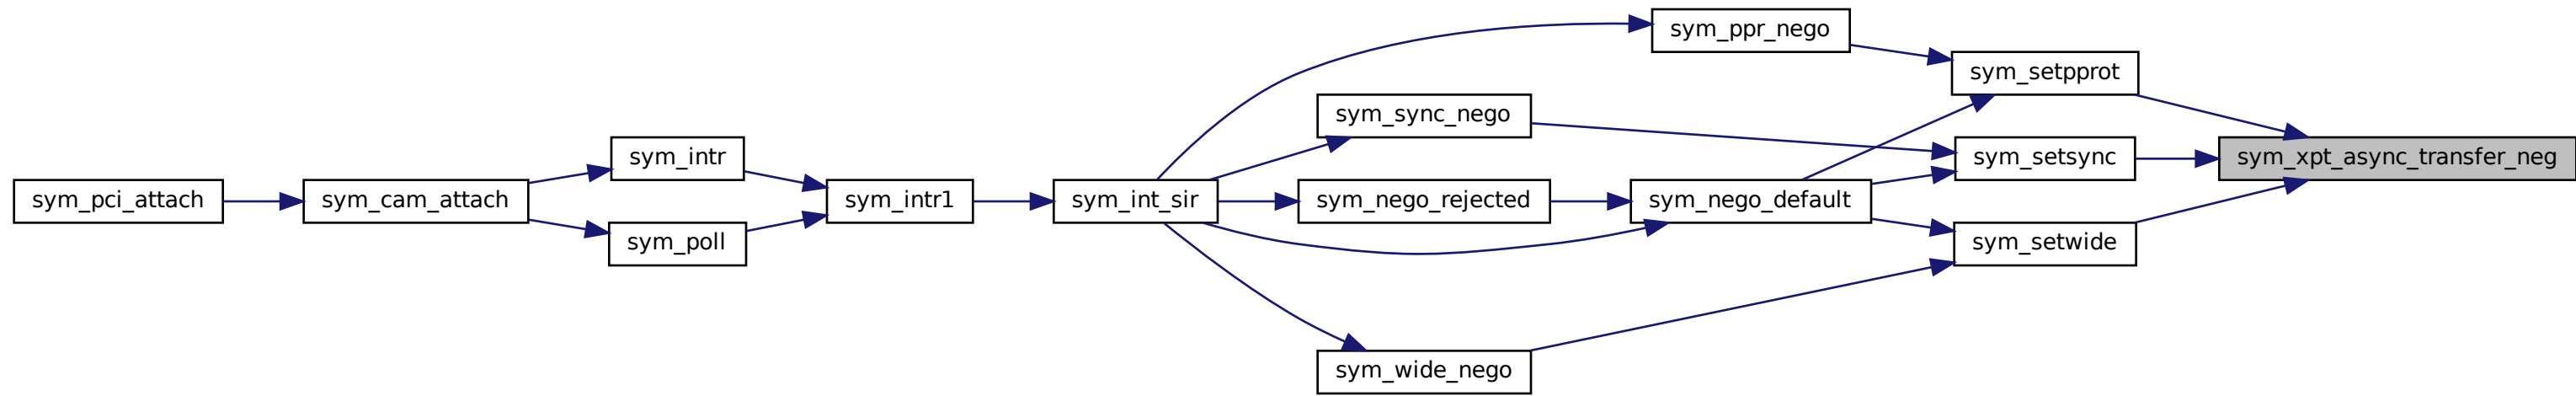 sym_ppr_nego
sym_setpprot
sym_sync_nego
sym_intr
sym_setsync
sym_xpt_async_transfer_neg
sym_pci_attach
sym_cam_attach
sym_intr1
sym_int_sir
sym_nego_rejected
sym_nego_default
sym_poll
sym_setwide
sym_wide_nego